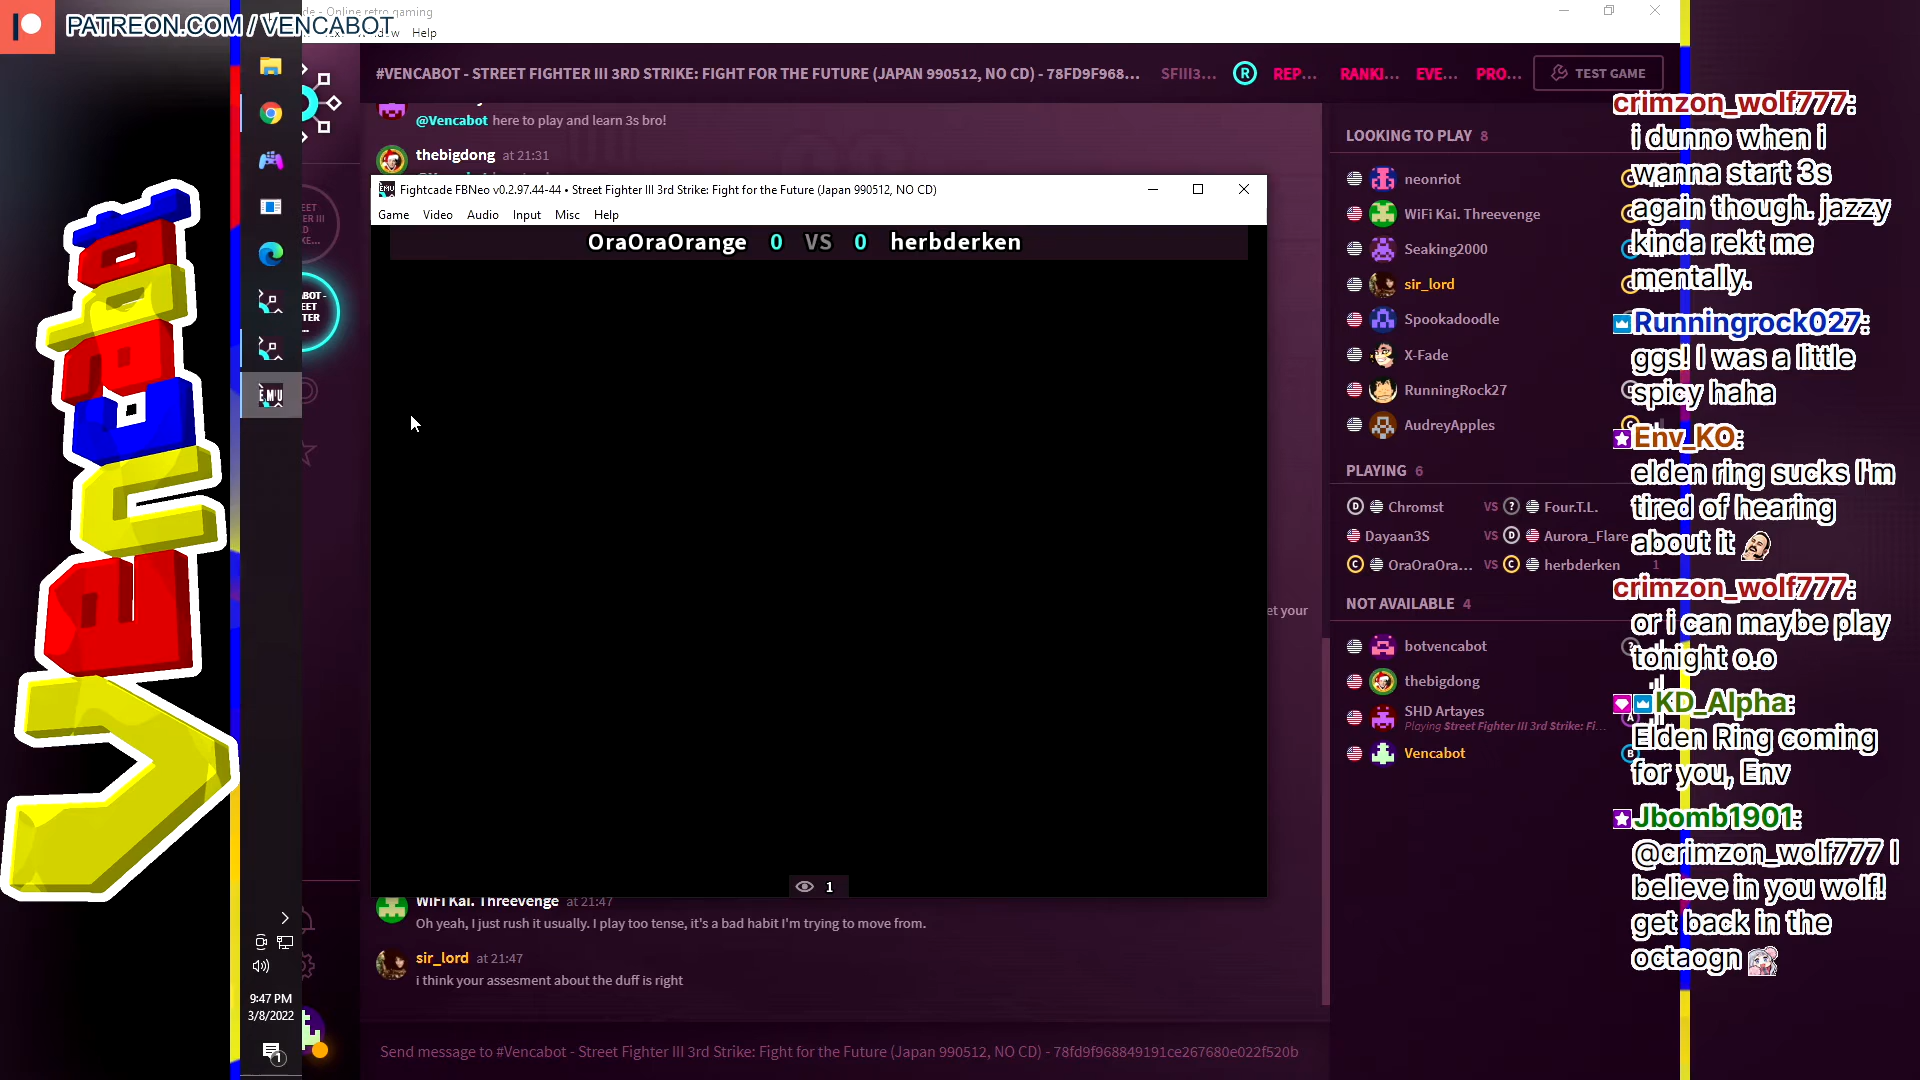 PATREON.COM / VENCABOT
Online retro gaming
Help
#VENCABOT - STREET FIGHTER III 3RD STRIKE: FIGHT FOR THE FUTURE (JAPAN 990512, NO CD) - 78FD9F968...
SFIII3...
R
REP...
RANKI...
EVE...
PRO...
TEST GAME
@Vencabot here to play and learn 3s bro!
thebigdong at 21:31
Fightcade FBNeo v0.2.97.44-44 • Street Fighter III 3rd Strike: Fight for the Future (Japan 990512, NO CD)
Game Video Audio Input Misc Help
OraOraOrange 0 VS 0 herbderken
1
et your
WiFi Kai. Threevenge at 21:47
Oh yeah, I just rush it usually. I play too tense, it's a bad habit I'm trying to move from.
sir_lord at 21:47
i think your assesment about the duff is right
Send message to #Vencabot - Street Fighter III 3rd Strike: Fight for the Future (Japan 990512, NO CD) - 78fd9f968849191ce267680e022f520b
LOOKING TO PLAY 8
neonriot
WiFi Kai. Threevenge
Seaking2000
sir_lord
Spookadoodle
X-Fade
RunningRock27
AudreyApples
PLAYING 6
D Chromst VS ? Four.T.L.
Dayaan3S VS D Aurora_Flare
C OraOraOra... VS C herbderken 1
NOT AVAILABLE 4
botvencabot
thebigdong
SHD Artayes
Playing Street Fighter III 3rd Strike: Fi...
Vencabot
crimzon_wolf777:
i dunno when i
wanna start 3s
again though. jazzy
kinda rekt me
mentally.
Runningrock027:
ggs! I was a little
spicy haha
Env_KO:
elden ring sucks I'm
tired of hearing
about it
crimzon_wolf777:
or i can maybe play
tonight o.o
KD_Alpha:
Elden Ring coming
for you, Env
Jbomb1901:
@crimzon_wolf777 I
believe in you wolf!
get back in the
octaogn
Vencabot
EMU
9:47 PM
3/8/2022
1